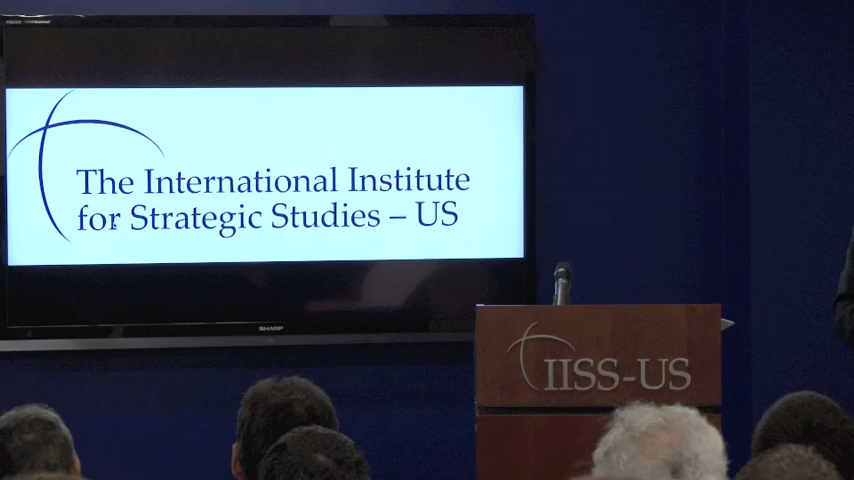 The International Institute
for Strategic Studies – US
SHARP
IISS-US